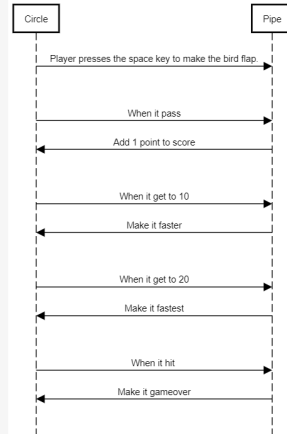 Circle
Pipe
Player presses the space key to make the bird flap.
When it pass
Add 1 point to score
When it get to 10
Make it faster
When it get to 20
Make it fastest
When it hit
Make it gameover